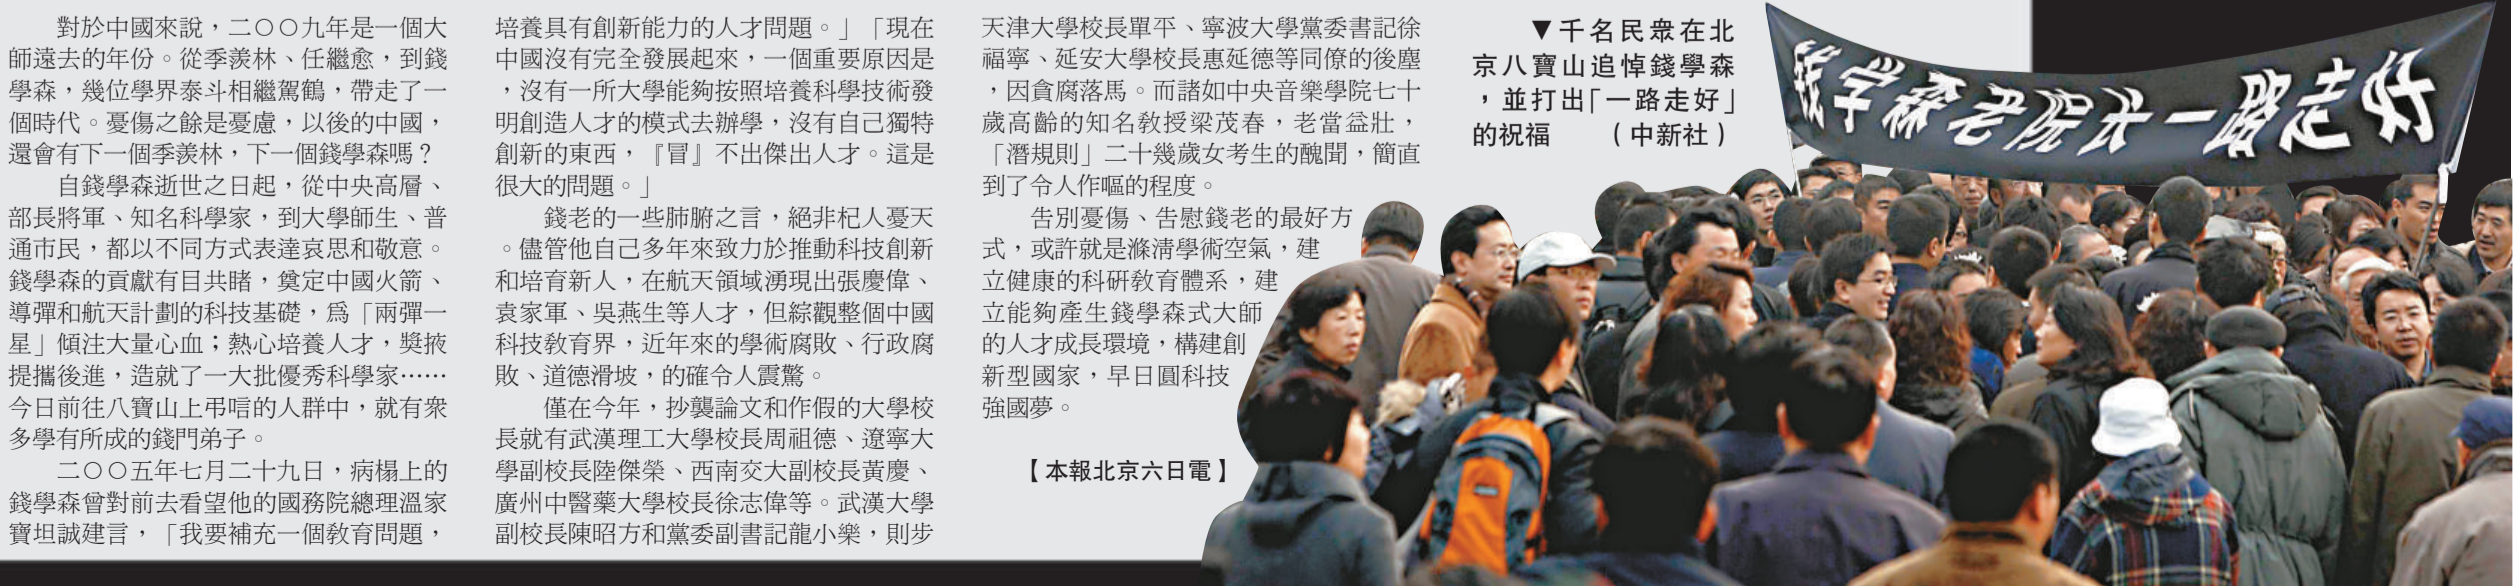 對於中國來說，二○○九年是一個大
師遠去的年份。從季羨林、任繼愈，到錢
學森，幾位學界泰斗相繼駕鶴，帶走了一
個時代。憂傷之餘是憂慮，以後的中國，
還會有下一個季羨林，下一個錢學森嗎？
自錢學森逝世之日起，從中央高層、
部長將軍、知名科學家，到大學師生、普
通市民，都以不同方式表達哀思和敬意。
錢學森的貢獻有目共睹，奠定中國火箭、
導彈和航天計劃的科技基礎，爲「兩彈一
星」傾注大量心血；熱心培養人才，獎掖
提攜後進，造就了一大批優秀科學家……
今日前往八寶山上弔唁的人群中，就有衆
多學有所成的錢門弟子。
二○○五年七月二十九日，病榻上的
錢學森曾對前去看望他的國務院總理溫家
寶坦誠建言，「我要補充一個教育問題，
培養具有創新能力的人才問題。」「現在
中國沒有完全發展起來，一個重要原因是
，沒有一所大學能夠按照培養科學技術發
明創造人才的模式去辦學，沒有自己獨特
創新的東西，『冒』不出傑出人才。這是
很大的問題。」
錢老的一些肺腑之言，絕非杞人憂天
。儘管他自己多年來致力於推動科技創新
和培育新人，在航天領域湧現出張慶偉、
袁家軍、吳燕生等人才，但綜觀整個中國
科技教育界，近年來的學術腐敗、行政腐
敗、道德滑坡，的確令人震驚。
僅在今年，抄襲論文和作假的大學校
長就有武漢理工大學校長周祖德、遼寧大
學副校長陸傑榮、西南交大副校長黃慶、
廣州中醫藥大學校長徐志偉等。武漢大學
副校長陳昭方和黨委副書記龍小樂，則步
天津大學校長單平、寧波大學黨委書記徐
福寧、延安大學校長惠延德等同僚的後塵
，因貪腐落馬。而諸如中央音樂學院七十
歲高齡的知名教授梁茂春，老當益壯，
「潛規則」二十幾歲女考生的醜聞，簡直
到了令人作嘔的程度。
告別憂傷、告慰錢老的最好方
式，或許就是滌淸學術空氣，建
立健康的科研教育體系，建
立能夠產生錢學森式大師
的人才成長環境，構建創
新型國家，早日圓科技
強國夢。
【本報北京六日電】
▼千名民衆在北
京八寶山追悼錢學森
，並打出「一路走好」
的祝福　（中新社）
钱学森老院长一路走好